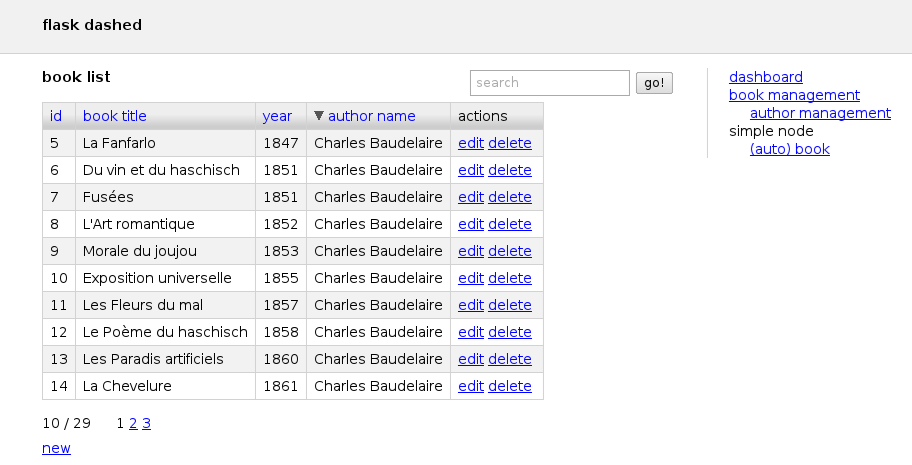 flask dashed
book list
search go!
id book title year ▼ author name actions
5 La Fanfarlo 1847 Charles Baudelaire edit delete
6 Du vin et du haschisch 1851 Charles Baudelaire edit delete
7 Fusées 1851 Charles Baudelaire edit delete
8 L'Art romantique 1852 Charles Baudelaire edit delete
9 Morale du joujou 1853 Charles Baudelaire edit delete
10 Exposition universelle 1855 Charles Baudelaire edit delete
11 Les Fleurs du mal 1857 Charles Baudelaire edit delete
12 Le Poème du haschisch 1858 Charles Baudelaire edit delete
13 Les Paradis artificiels 1860 Charles Baudelaire edit delete
14 La Chevelure 1861 Charles Baudelaire edit delete
10 / 29 1 2 3
new
dashboard
book management
author management
simple node
(auto) book